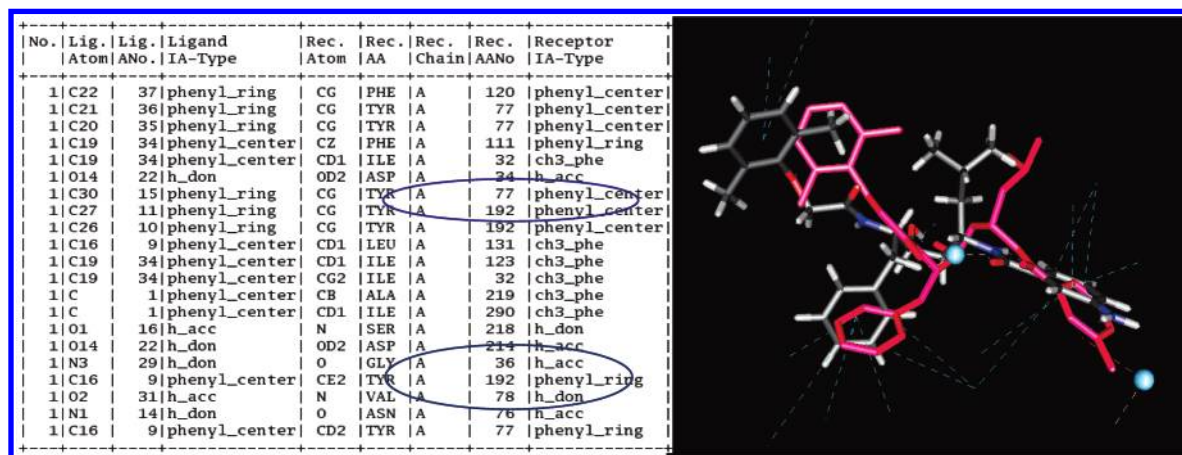 +---+----+----+-------------+-----+----+-----+-----+-------------+
|No.|Lig.|Lig.|Ligand |Rec. |Rec.|Rec. |Rec. |Receptor |
| |Atom|ANo.|IA-Type |Atom |AA |Chain|AANo |IA-Type |
+---+----+----+-------------+-----+----+-----+-----+-------------+
| 1|C22 | 37|phenyl_ring | CG |PHE |A | 120 |phenyl_center|
| 1|C21 | 36|phenyl_ring | CG |TYR |A | 77 |phenyl_center|
| 1|C20 | 35|phenyl_ring | CG |TYR |A | 77 |phenyl_center|
| 1|C19 | 34|phenyl_center| CZ |PHE |A | 111 |phenyl_ring |
| 1|C19 | 34|phenyl_center| CD1 |ILE |A | 32 |ch3_phe |
| 1|O14 | 22|h_don | OD2 |ASP |A | 34 |h_acc |
| 1|C30 | 15|phenyl_ring | CG |TYR |A | 77 |phenyl_center|
| 1|C27 | 11|phenyl_ring | CG |TYR |A | 192 |phenyl_center|
| 1|C26 | 10|phenyl_ring | CG |TYR |A | 192 |phenyl_center|
| 1|C16 | 9|phenyl_center| CD1 |LEU |A | 131 |ch3_phe |
| 1|C19 | 34|phenyl_center| CD1 |ILE |A | 123 |ch3_phe |
| 1|C19 | 34|phenyl_center| CG2 |ILE |A | 32 |ch3_phe |
| 1|C | 1|phenyl_center| CB |ALA |A | 219 |ch3_phe |
| 1|C | 1|phenyl_center| CD1 |ILE |A | 290 |ch3_phe |
| 1|O1 | 16|h_acc | N |SER |A | 218 |h_don |
| 1|O14 | 22|h_don | OD2 |ASP |A | 214 |h_acc |
| 1|N3 | 29|h_don | O |GLY |A | 36 |h_acc |
| 1|C16 | 9|phenyl_center| CE2 |TYR |A | 192 |phenyl_ring |
| 1|O2 | 31|h_acc | N |VAL |A | 78 |h_don |
| 1|N1 | 14|h_don | O |ASN |A | 76 |h_acc |
| 1|C16 | 9|phenyl_center| CD2 |TYR |A | 77 |phenyl_ring |
+---+----+----+-------------+-----+----+-----+-----+-------------+